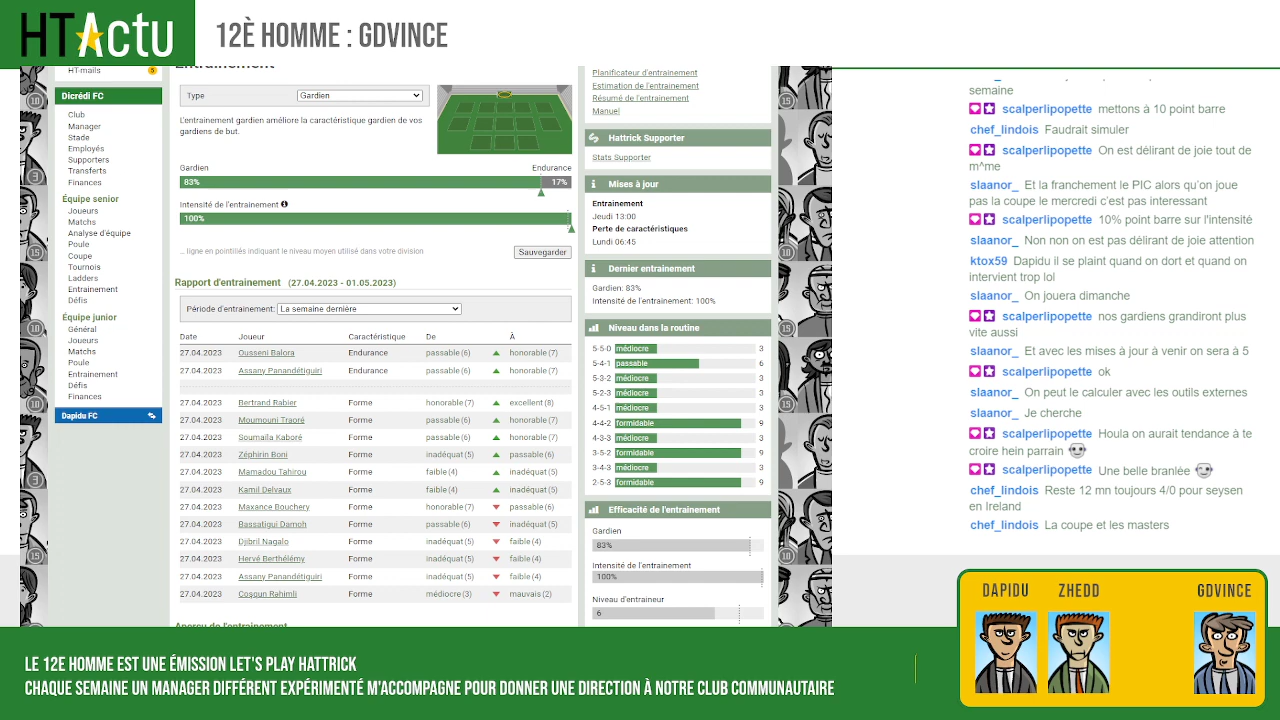 HTActu
12È HOMME : GDVINCE
HT-mails
5
Dicrédi FC
Club
Manager
Stade
Employés
Supporters
Transferts
Finances
Équipe senior
Joueurs
Matchs
Analyse d'équipe
Poule
Coupe
Tournois
Ladders
Entrainement
Défis
Équipe junior
Général
Joueurs
Matchs
Poule
Entrainement
Défis
Finances
Dapidu FC
Entrainement
Type Gardien
L'entrainement gardien améliore la caractéristique gardien de vos
gardiens de but.
Gardien Endurance
83% 17%
Intensité de l'entrainement
100%
... ligne en pointillés indiquant le niveau moyen utilisé dans votre division
Sauvegarder
Rapport d'entrainement (27.04.2023 - 01.05.2023)
Période d'entrainement: La semaine dernière
Date Joueur Caractéristique De À
27.04.2023 Ousseni Balora Endurance passable (6) honorable (7)
27.04.2023 Assany Panandétiguiri Endurance passable (6) honorable (7)
27.04.2023 Bertrand Rabier Forme honorable (7) excellent (8)
27.04.2023 Moumouni Traoré Forme passable (6) honorable (7)
27.04.2023 Soumaïla Kaboré Forme passable (6) honorable (7)
27.04.2023 Zéphirin Boni Forme inadéquat (5) passable (6)
27.04.2023 Mamadou Tahirou Forme faible (4) inadéquat (5)
27.04.2023 Kamil Delvaux Forme faible (4) inadéquat (5)
27.04.2023 Maxance Bouchery Forme honorable (7) passable (6)
27.04.2023 Bassatigui Damoh Forme passable (6) inadéquat (5)
27.04.2023 Djibril Nagalo Forme inadéquat (5) faible (4)
27.04.2023 Hervé Berthélémy Forme inadéquat (5) faible (4)
27.04.2023 Assany Panandétiguiri Forme inadéquat (5) faible (4)
27.04.2023 Coşqun Rahimli Forme médiocre (3) mauvais (2)
Aperçu de l'entrainement
Planificateur d'entrainement
Estimation de l'entrainement
Résumé de l'entrainement
Manuel
Hattrick Supporter
Stats Supporter
Mises à jour
Entrainement
Jeudi 13:00
Perte de caractéristiques
Lundi 06:45
Dernier entrainement
Gardien: 83%
Intensité de l'entrainement: 100%
Niveau dans la routine
5-5-0 médiocre 3
5-4-1 passable 6
5-3-2 médiocre 3
5-2-3 médiocre 3
4-5-1 médiocre 3
4-4-2 formidable 9
4-3-3 médiocre 3
3-5-2 formidable 9
3-4-3 médiocre 3
2-5-3 formidable 9
Efficacité de l'entrainement
Gardien
83%
Intensité de l'entrainement
100%
Niveau d'entraineur
6
semaine
scalperlipopette mettons à 10 point barre
chef_lindois Faudrait simuler
scalperlipopette On est délirant de joie tout de
m^me
slaanor_ Et la franchement le PIC alors qu'on joue
pas la coupe le mercredi c'est pas interessant
scalperlipopette 10% point barre sur l'intensité
slaanor_ Non non on est pas délirant de joie attention
ktox59 Dapidu il se plaint quand on dort et quand on
intervient trop lol
slaanor_ On jouera dimanche
scalperlipopette nos gardiens grandiront plus
vite aussi
slaanor_ Et avec les mises à jour à venir on sera à 5
scalperlipopette ok
slaanor_ On peut le calculer avec les outils externes
slaanor_ Je cherche
scalperlipopette Houla on aurait tendance à te
croire hein parrain
scalperlipopette Une belle branlée
chef_lindois Reste 12 mn toujours 4/0 pour seysen
en Ireland
chef_lindois La coupe et les masters
DAPIDU ZHEDD GDVINCE
LE 12E HOMME EST UNE ÉMISSION LET'S PLAY HATTRICK
CHAQUE SEMAINE UN MANAGER DIFFÉRENT EXPÉRIMENTÉ M'ACCOMPAGNE POUR DONNER UNE DIRECTION À NOTRE CLUB COMMUNAUTAIRE